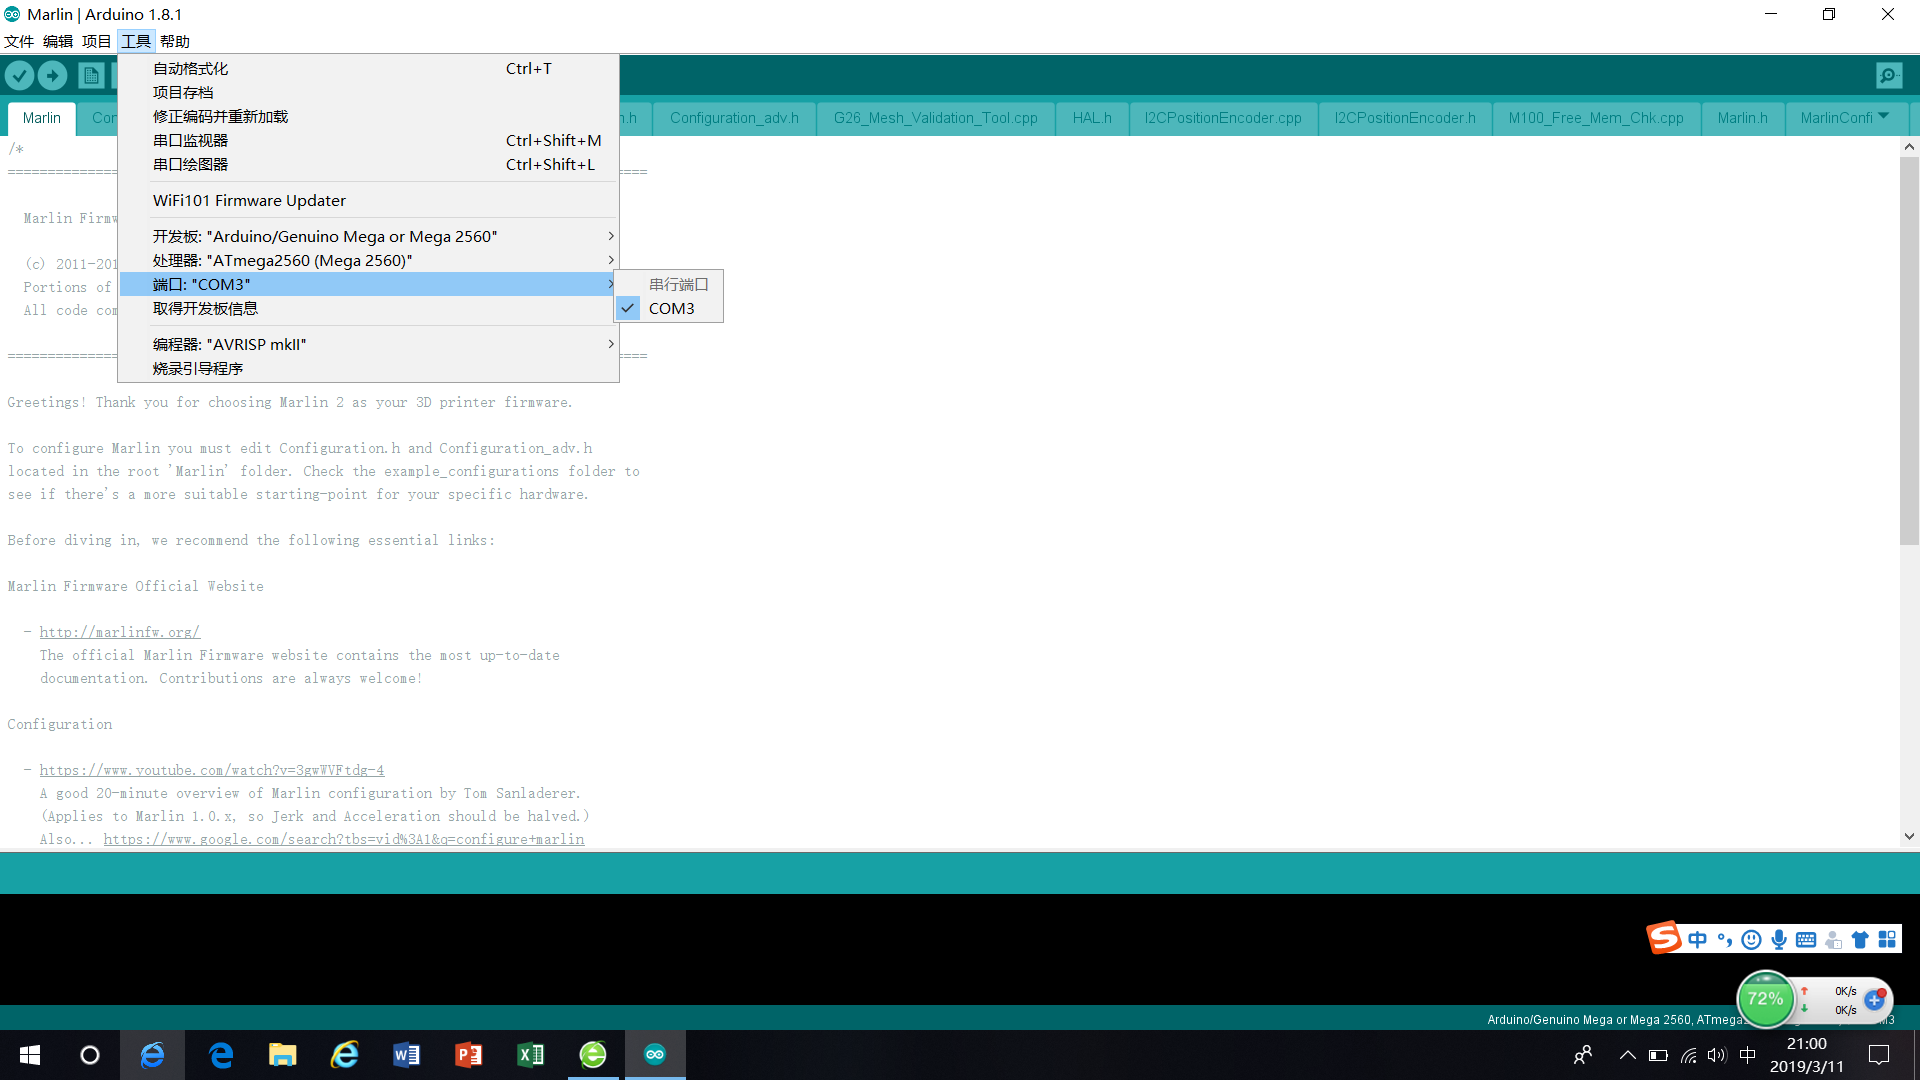 Marlin | Arduino 1.8.1
文件 编辑 项目 工具 帮助
自动格式化 Ctrl+T
项目存档
修正编码并重新加载
串口监视器 Ctrl+Shift+M
串口绘图器 Ctrl+Shift+L
WiFi101 Firmware Updater
开发板: "Arduino/Genuino Mega or Mega 2560"
处理器: "ATmega2560 (Mega 2560)"
端口: "COM3"
取得开发板信息
编程器: "AVRISP mkII"
烧录引导程序
串行端口
COM3
Marlin Con n.h Configuration_adv.h G26_Mesh_Validation_Tool.cpp HAL.h I2CPositionEncoder.cpp I2CPositionEncoder.h M100_Free_Mem_Chk.cpp Marlin.h MarlinConfi
/*
Marlin Firmw
(c) 2011-201
Portions of
All code com
Greetings! Thank you for choosing Marlin 2 as your 3D printer firmware.
To configure Marlin you must edit Configuration.h and Configuration_adv.h
located in the root 'Marlin' folder. Check the example_configurations folder to
see if there's a more suitable starting-point for your specific hardware.
Before diving in, we recommend the following essential links:
Marlin Firmware Official Website
- http://marlinfw.org/
The official Marlin Firmware website contains the most up-to-date
documentation. Contributions are always welcome!
Configuration
- https://www.youtube.com/watch?v=3gwWVFtdg-4
A good 20-minute overview of Marlin configuration by Tom Sanladerer.
(Applies to Marlin 1.0.x, so Jerk and Acceleration should be halved.)
Also... https://www.google.com/search?tbs=vid%3A1&q=configure+marlin
中
72%
0K/s
0K/s
Arduino/Genuino Mega or Mega 2560, ATmega2
中
21:00
2019/3/11